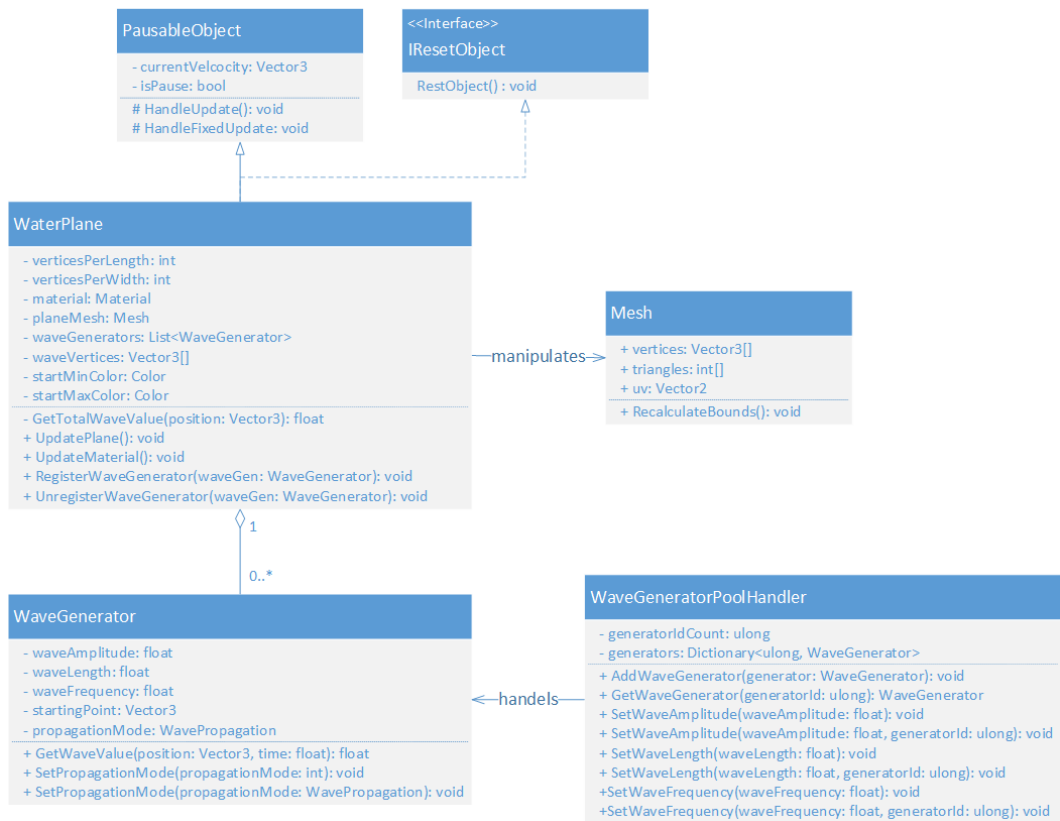 PausableObject
- currentVelcocity: Vector3
- isPause: bool
# HandleUpdate(): void
# HandleFixedUpdate: void
<<Interface>>
IResetObject
RestObject() : void
WaterPlane
- verticesPerLength: int
- verticesPerWidth: int
- material: Material
- planeMesh: Mesh
- waveGenerators: List<WaveGenerator>
- waveVertices: Vector3[]
- startMinColor: Color
- startMaxColor: Color
- GetTotalWaveValue(position: Vector3): float
+ UpdatePlane(): void
+ UpdateMaterial(): void
+ RegisterWaveGenerator(waveGen: WaveGenerator): void
+ UnregisterWaveGenerator(waveGen: WaveGenerator): void
manipulates
Mesh
+ vertices: Vector3[]
+ triangles: int[]
+ uv: Vector2
+ RecalculateBounds(): void
1
0..*
WaveGenerator
- waveAmplitude: float
- waveLength: float
- waveFrequency: float
- startingPoint: Vector3
- propagationMode: WavePropagation
+ GetWaveValue(position: Vector3, time: float): float
+ SetPropagationMode(propagationMode: int): void
+ SetPropagationMode(propagationMode: WavePropagation): void
handels
WaveGeneratorPoolHandler
- generatorIdCount: ulong
- generators: Dictionary<ulong, WaveGenerator>
+ AddWaveGenerator(generator: WaveGenerator): void
+ GetWaveGenerator(generatorId: ulong): WaveGenerator
+ SetWaveAmplitude(waveAmplitude: float): void
+ SetWaveAmplitude(waveAmplitude: float, generatorId: ulong): void
+ SetWaveLength(waveLength: float): void
+ SetWaveLength(waveLength: float, generatorId: ulong): void
+SetWaveFrequency(waveFrequency: float): void
+SetWaveFrequency(waveFrequency: float, generatorId: ulong): void